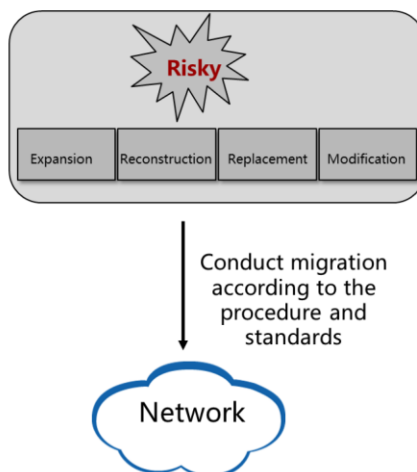 Risky
Expansion
Reconstruction
Replacement
Modification
Conduct migration
according to the
procedure and
standards
Network